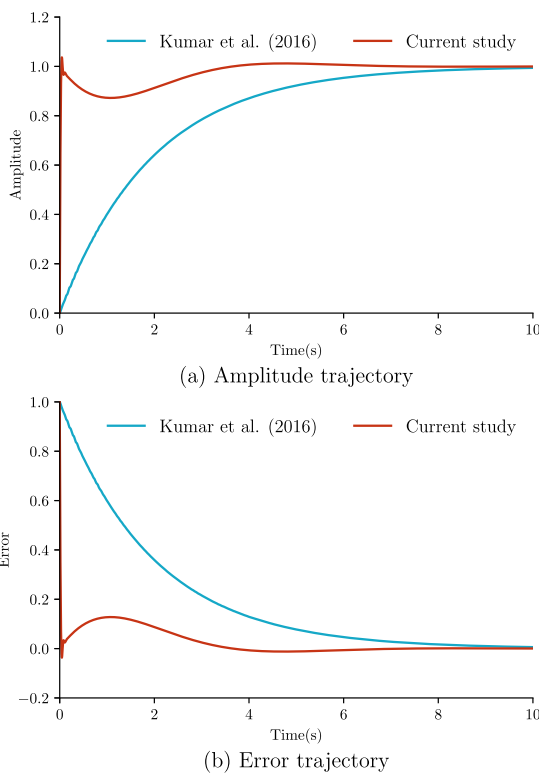 1.2
Kumar et al. (2016) Current study
1.0
0.8
Amplitude
0.6
0.4
0.2
0.0
0 2 4 6 8 10
Time(s)
(a) Amplitude trajectory
1.0
Kumar et al. (2016) Current study
0.8
0.6
Error
0.4
0.2
0.0
−0.2
0 2 4 6 8 10
Time(s)
(b) Error trajectory